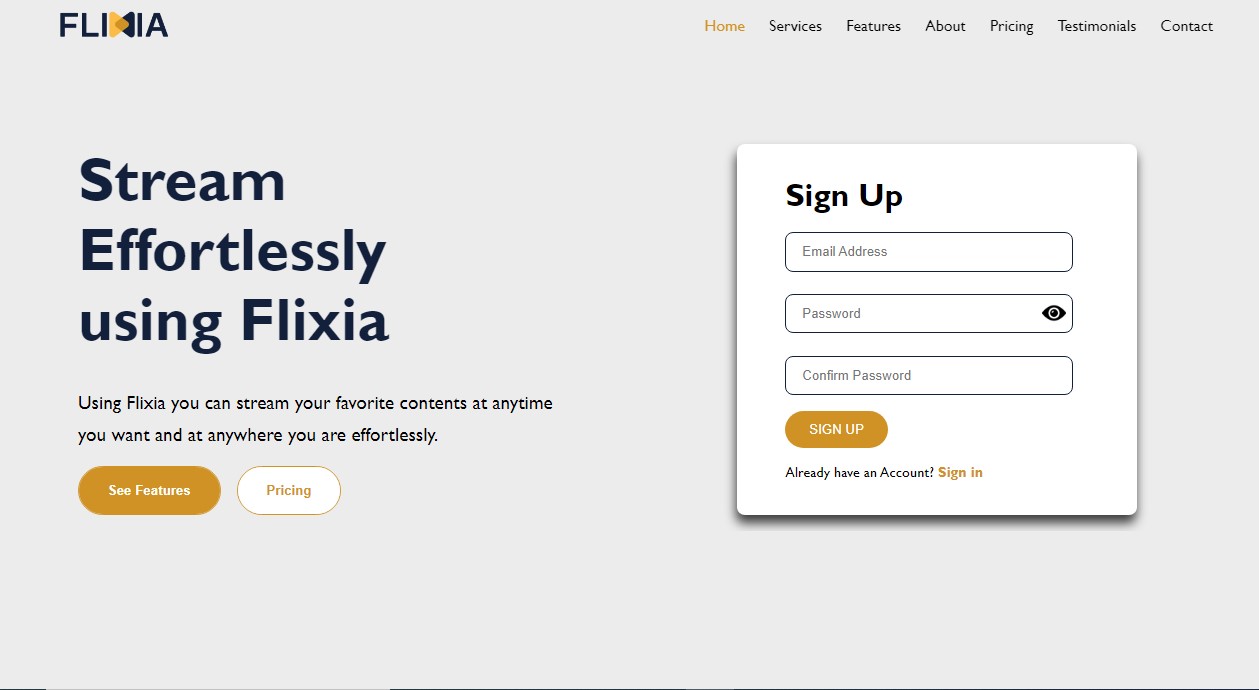 FLIXIA
Home Services Features About Pricing Testimonials Contact
Stream
Effortlessly
using Flixia
Using Flixia you can stream your favorite contents at anytime
you want and at anywhere you are effortlessly.
See Features
Pricing
Sign Up
Email Address
Password
Confirm Password
SIGN UP
Already have an Account? Sign in